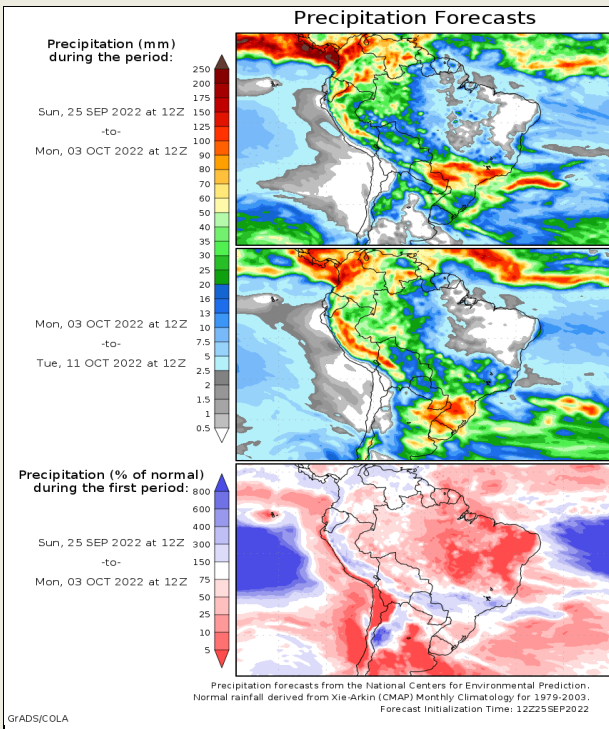 Precipitation Forecasts
Precipitation (mm)
during the period:
Sun, 25 SEP 2022 at 12Z
-to-
Mon, 03 OCT 2022 at 12Z
Mon, 03 OCT 2022 at 12Z
-to-
Tue, 11 OCT 2022 at 12Z
250
200
175
150
125
100
90
80
70
60
50
40
35
30
25
20
16
13
10
7.5
5
2.5
2
1.5
1
0.5
Precipitation (% of normal)
during the first period:
Sun, 25 SEP 2022 at 12Z
-to-
Mon, 03 OCT 2022 at 12Z
800
600
400
300
150
75
50
25
10
5
Precipitation forecasts from the National Centers for Environmental Prediction.
Normal rainfall derived from Xie-Arkin (CMAP) Monthly Climatology for 1979-2003.
Forecast Initialization Time: 12Z25SEP2022
GrADS/COLA